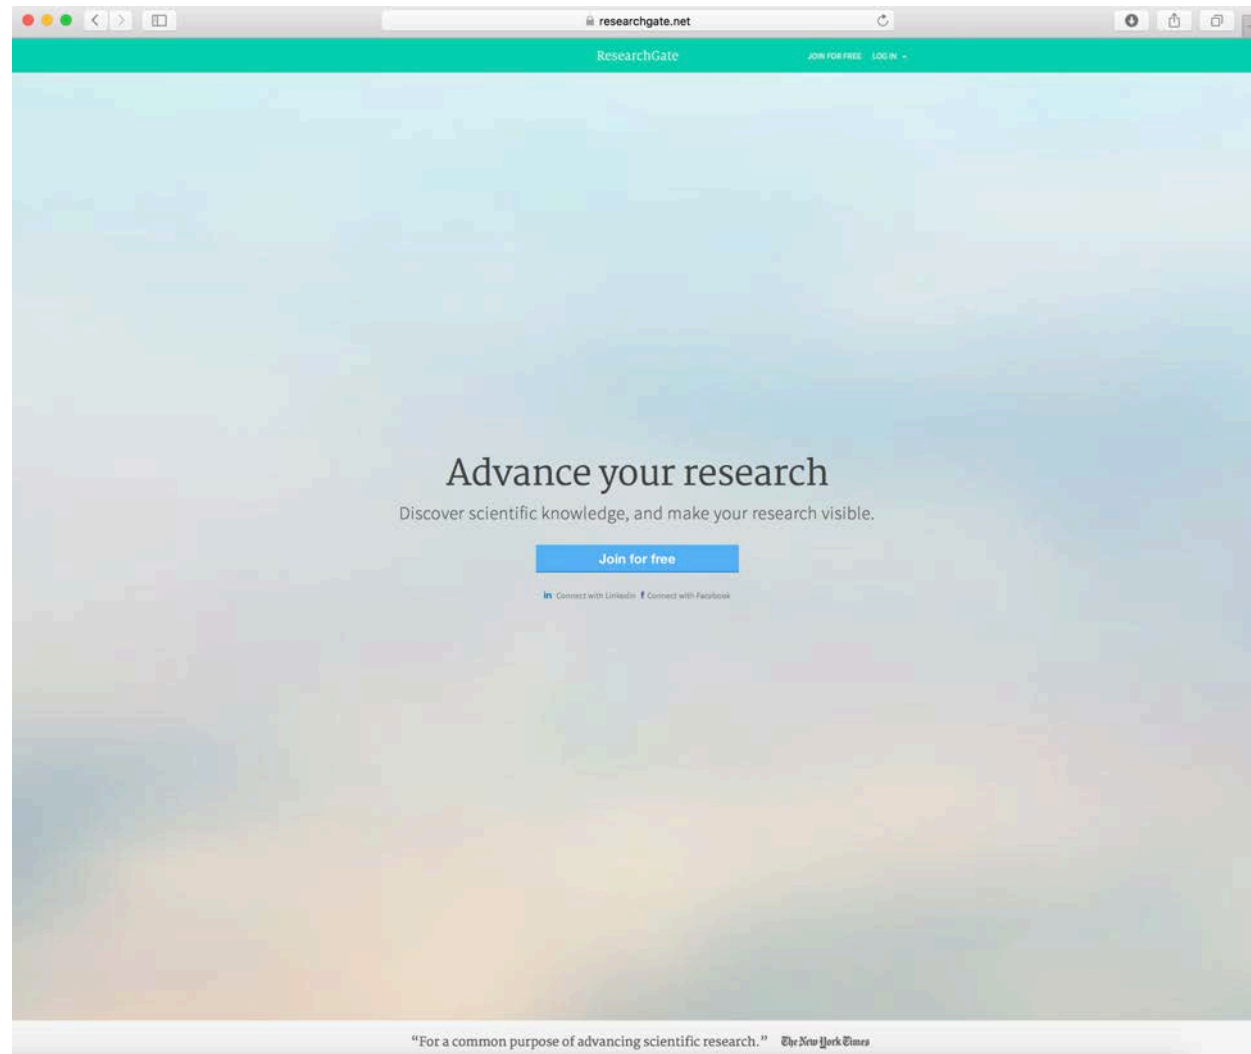 researchgate.net
ResearchGate JOIN FOR FREE LOG IN
Advance your research
Discover scientific knowledge, and make your research visible.
Join for free
in Connect with LinkedIn f Connect with Facebook
“For a common purpose of advancing scientific research.” The New York Times